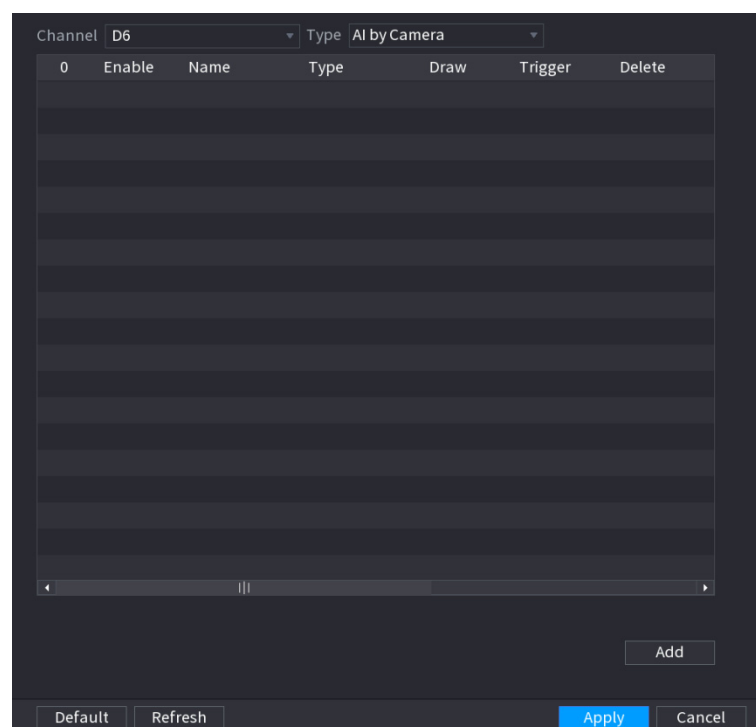 Channel D6 Type AI by Camera
0 Enable Name Type Draw Trigger Delete
Add
Default Refresh Apply Cancel